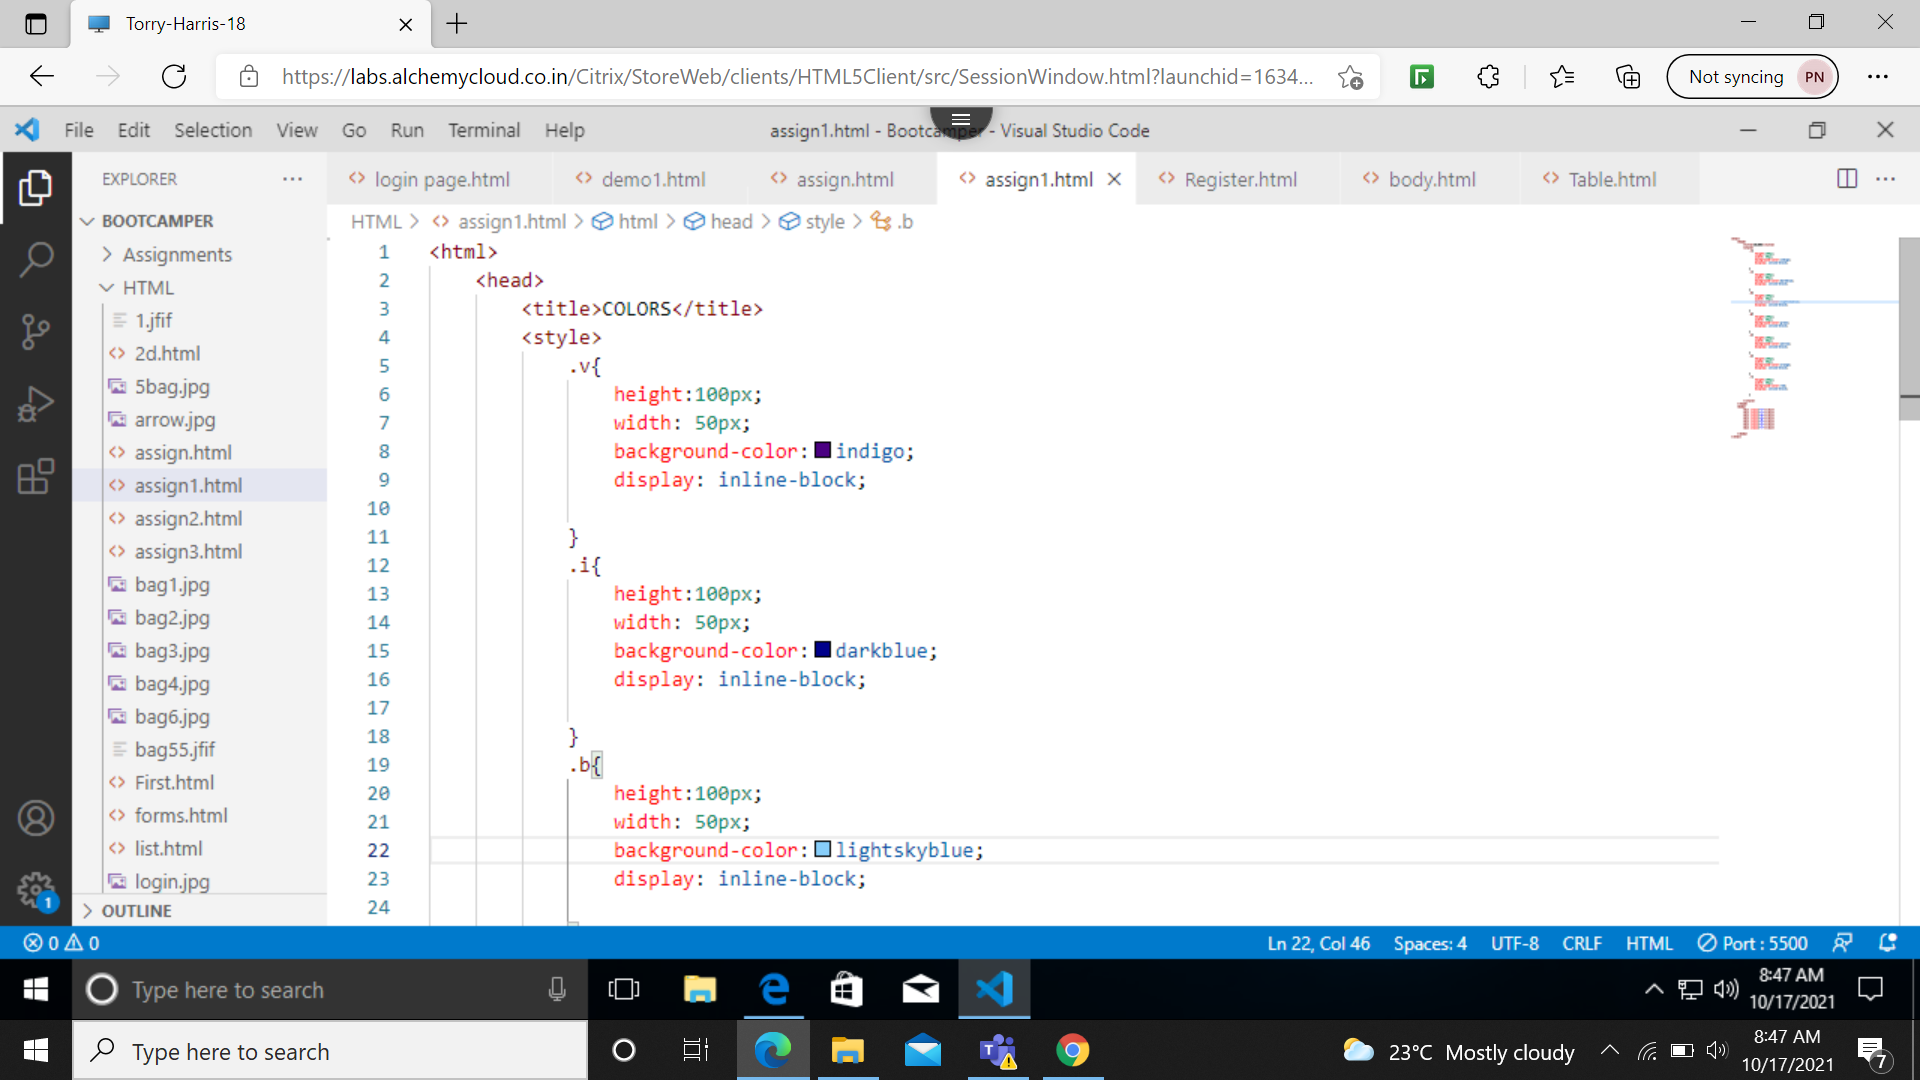 Torry-Harris-18
https://labs.alchemycloud.co.in/Citrix/StoreWeb/clients/HTML5Client/src/SessionWindow.html?launchid=1634...
Not syncing PN
File Edit Selection View Go Run Terminal Help
assign1.html - Bootcamper - Visual Studio Code
EXPLORER
login page.html demo1.html assign.html assign1.html Register.html body.html Table.html
BOOTCAMPER
Assignments
HTML
1.jfif
2d.html
5bag.jpg
arrow.jpg
assign.html
assign1.html
assign2.html
assign3.html
bag1.jpg
bag2.jpg
bag3.jpg
bag4.jpg
bag6.jpg
bag55.jfif
First.html
forms.html
list.html
login.jpg
OUTLINE
HTML > assign1.html > html > head > style > .b
1 <html>
2 <head>
3 <title>COLORS</title>
4 <style>
5 .v{
6 height:100px;
7 width: 50px;
8 background-color: indigo;
9 display: inline-block;
10
11 }
12 .i{
13 height:100px;
14 width: 50px;
15 background-color: darkblue;
16 display: inline-block;
17
18 }
19 .b{
20 height:100px;
21 width: 50px;
22 background-color: lightskyblue;
23 display: inline-block;
24
1
0 0
Ln 22, Col 46 Spaces: 4 UTF-8 CRLF HTML Port : 5500
Type here to search
8:47 AM
10/17/2021
Type here to search
23°C Mostly cloudy
8:47 AM
10/17/2021
7